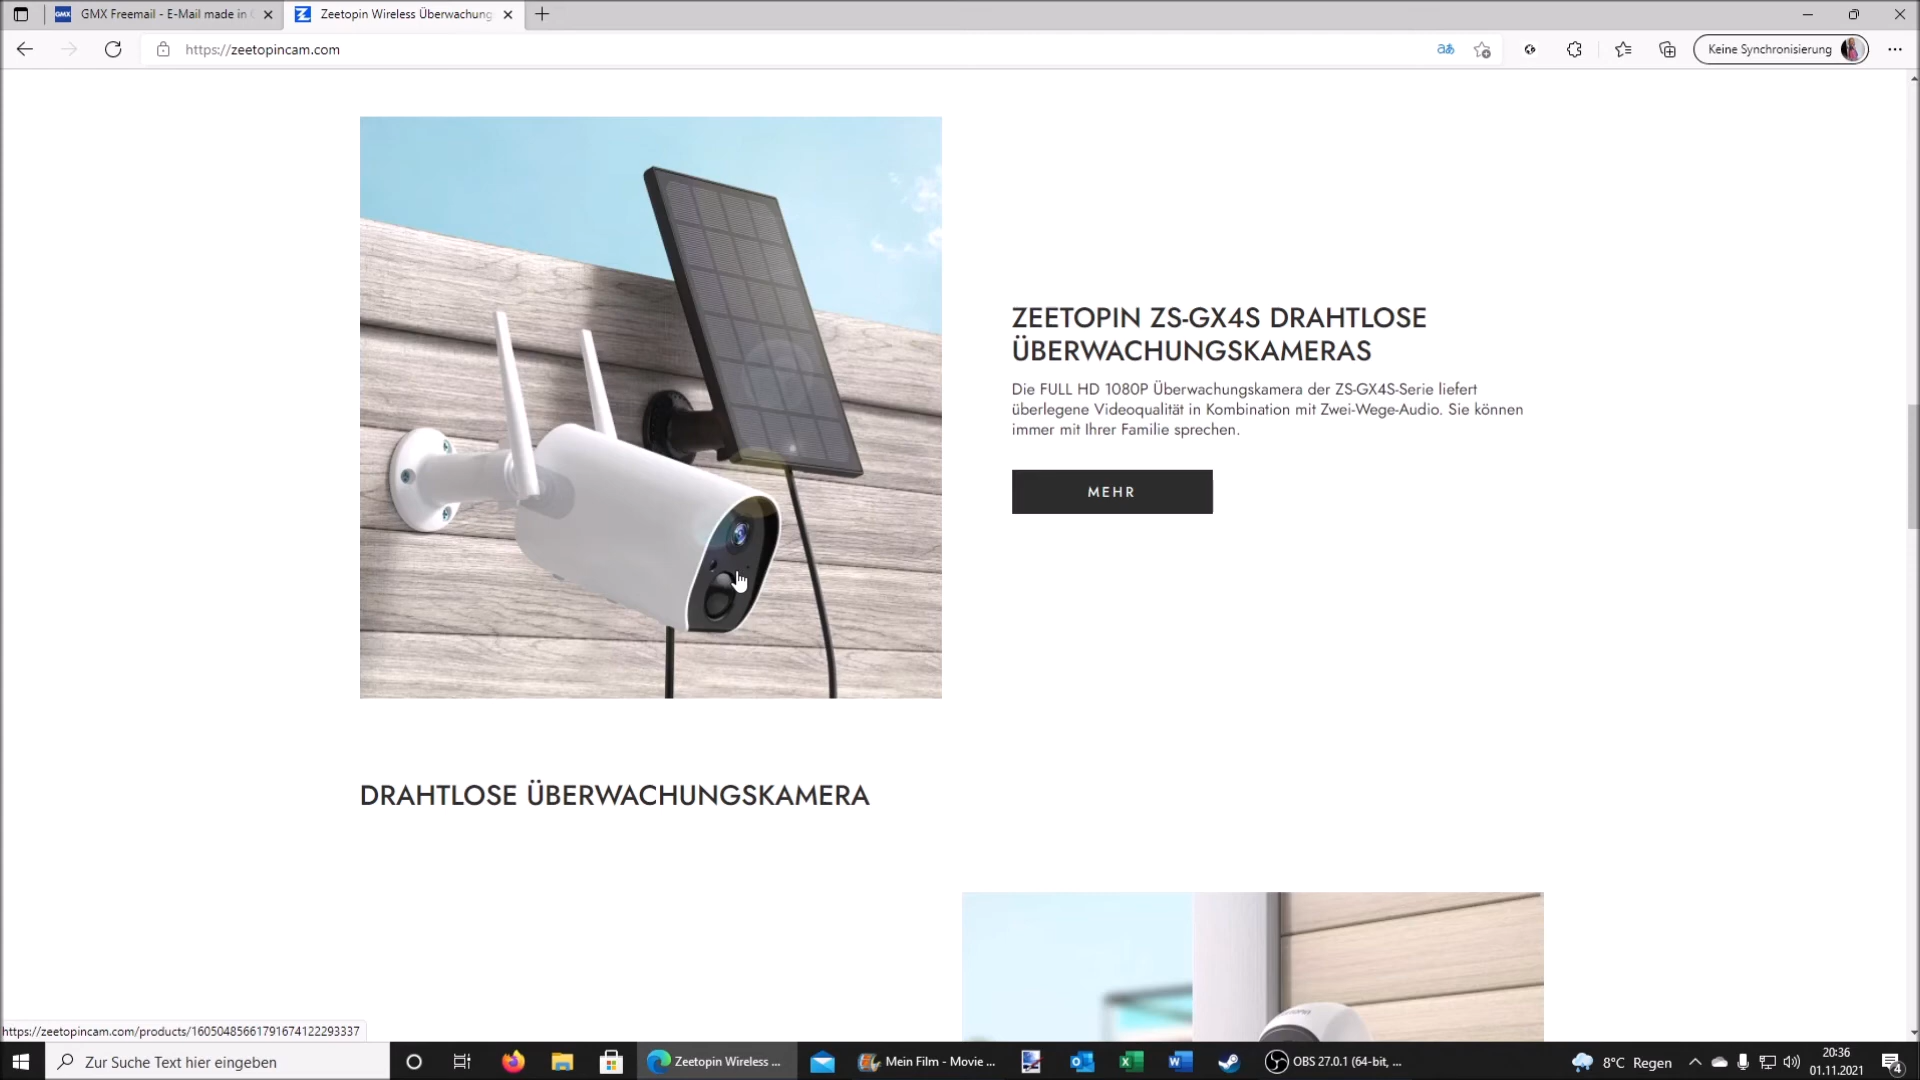 GMX Freemail - E-Mail made in
Zeetopin Wireless Überwachung
https://zeetopincam.com
Keine Synchronisierung
ZEETOPIN ZS-GX4S DRAHTLOSE
ÜBERWACHUNGSKAMERAS
Die FULL HD 1080P Überwachungskamera der ZS-GX4S-Serie liefert
überlegene Videoqualität in Kombination mit Zwei-Wege-Audio. Sie können
immer mit Ihrer Familie sprechen.
MEHR
DRAHTLOSE ÜBERWACHUNGSKAMERA
https://zeetopincam.com/products/16050485661791674122293337
Zur Suche Text hier eingeben
Zeetopin Wireless ...
Mein Film - Movie ...
OBS 27.0.1 (64-bit, ...
8°C Regen
20:36
01.11.2021
4